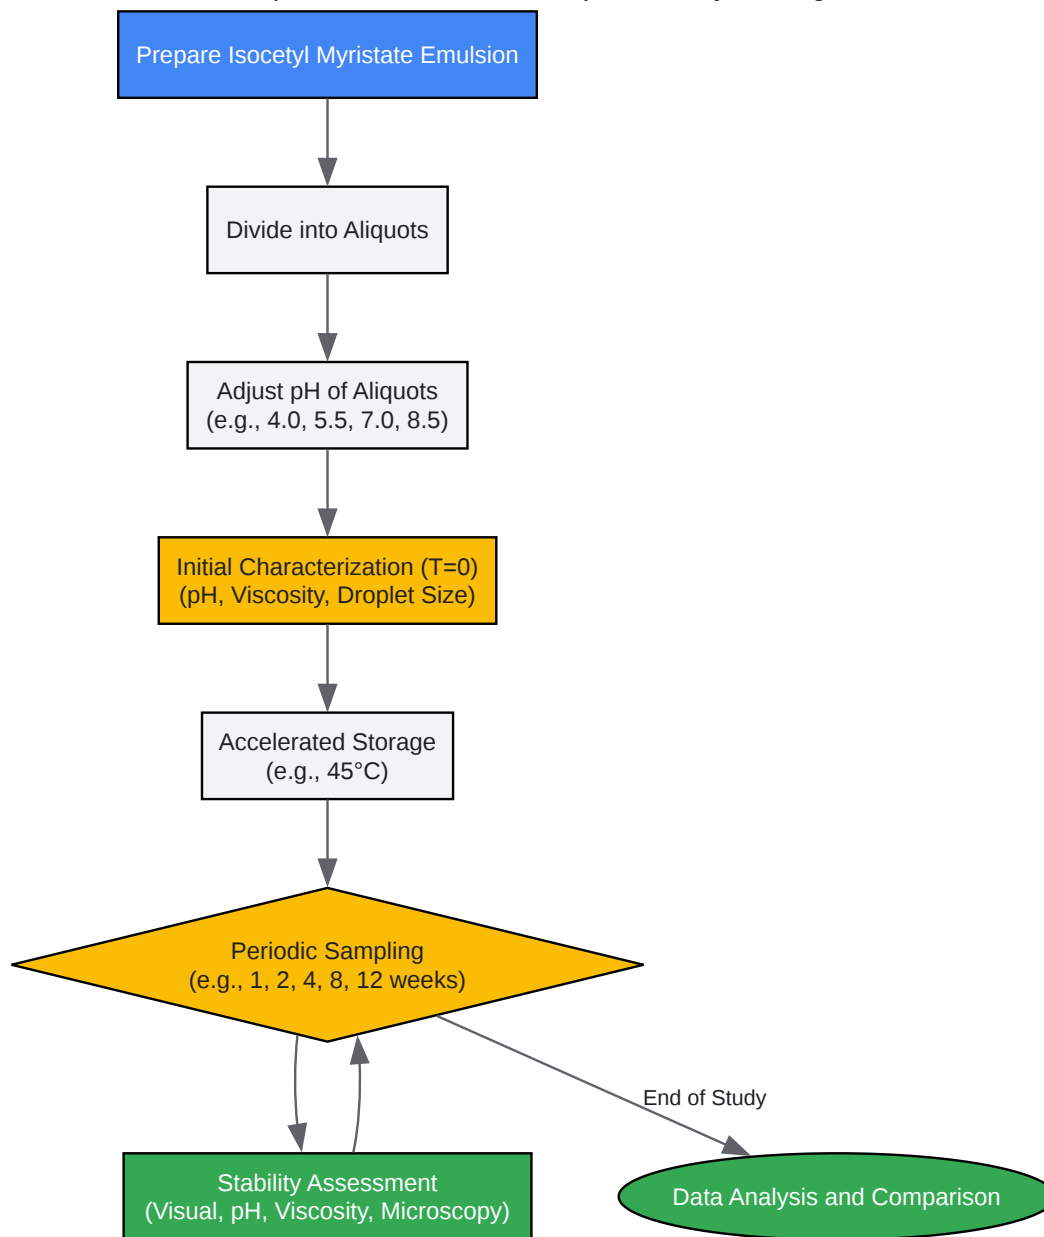 Prepare Isocetyl Myristate Emulsion
Divide into Aliquots
Adjust pH of Aliquots
(e.g., 4.0, 5.5, 7.0, 8.5)
Initial Characterization (T=0)
(pH, Viscosity, Droplet Size)
Accelerated Storage
(e.g., 45°C)
Periodic Sampling
(e.g., 1, 2, 4, 8, 12 weeks)
End of Study
Stability Assessment
(Visual, pH, Viscosity, Microscopy)
Data Analysis and Comparison